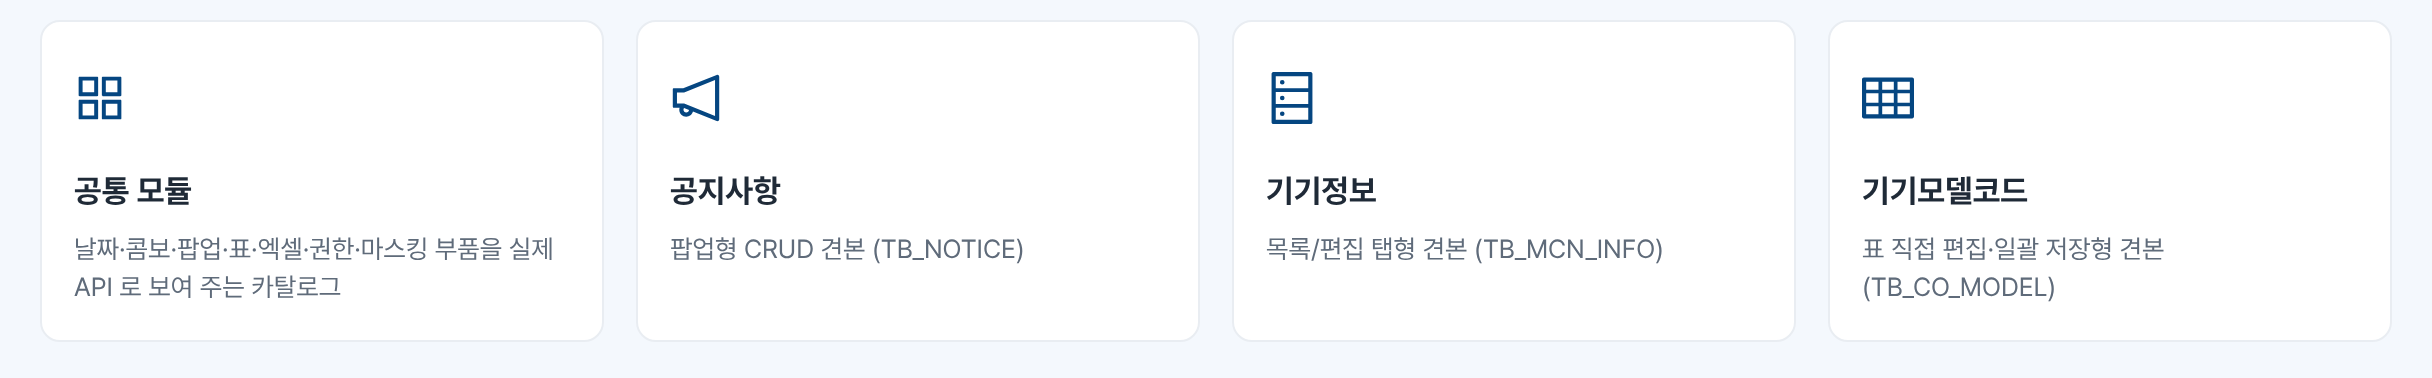 공통 모듈
날짜·콤보·팝업·표·엑셀·권한·마스킹 부품을 실제
API 로 보여 주는 카탈로그
공지사항
팝업형 CRUD 견본 (TB_NOTICE)
기기정보
목록/편집 탭형 견본 (TB_MCN_INFO)
기기모델코드
표 직접 편집·일괄 저장형 견본
(TB_CO_MODEL)